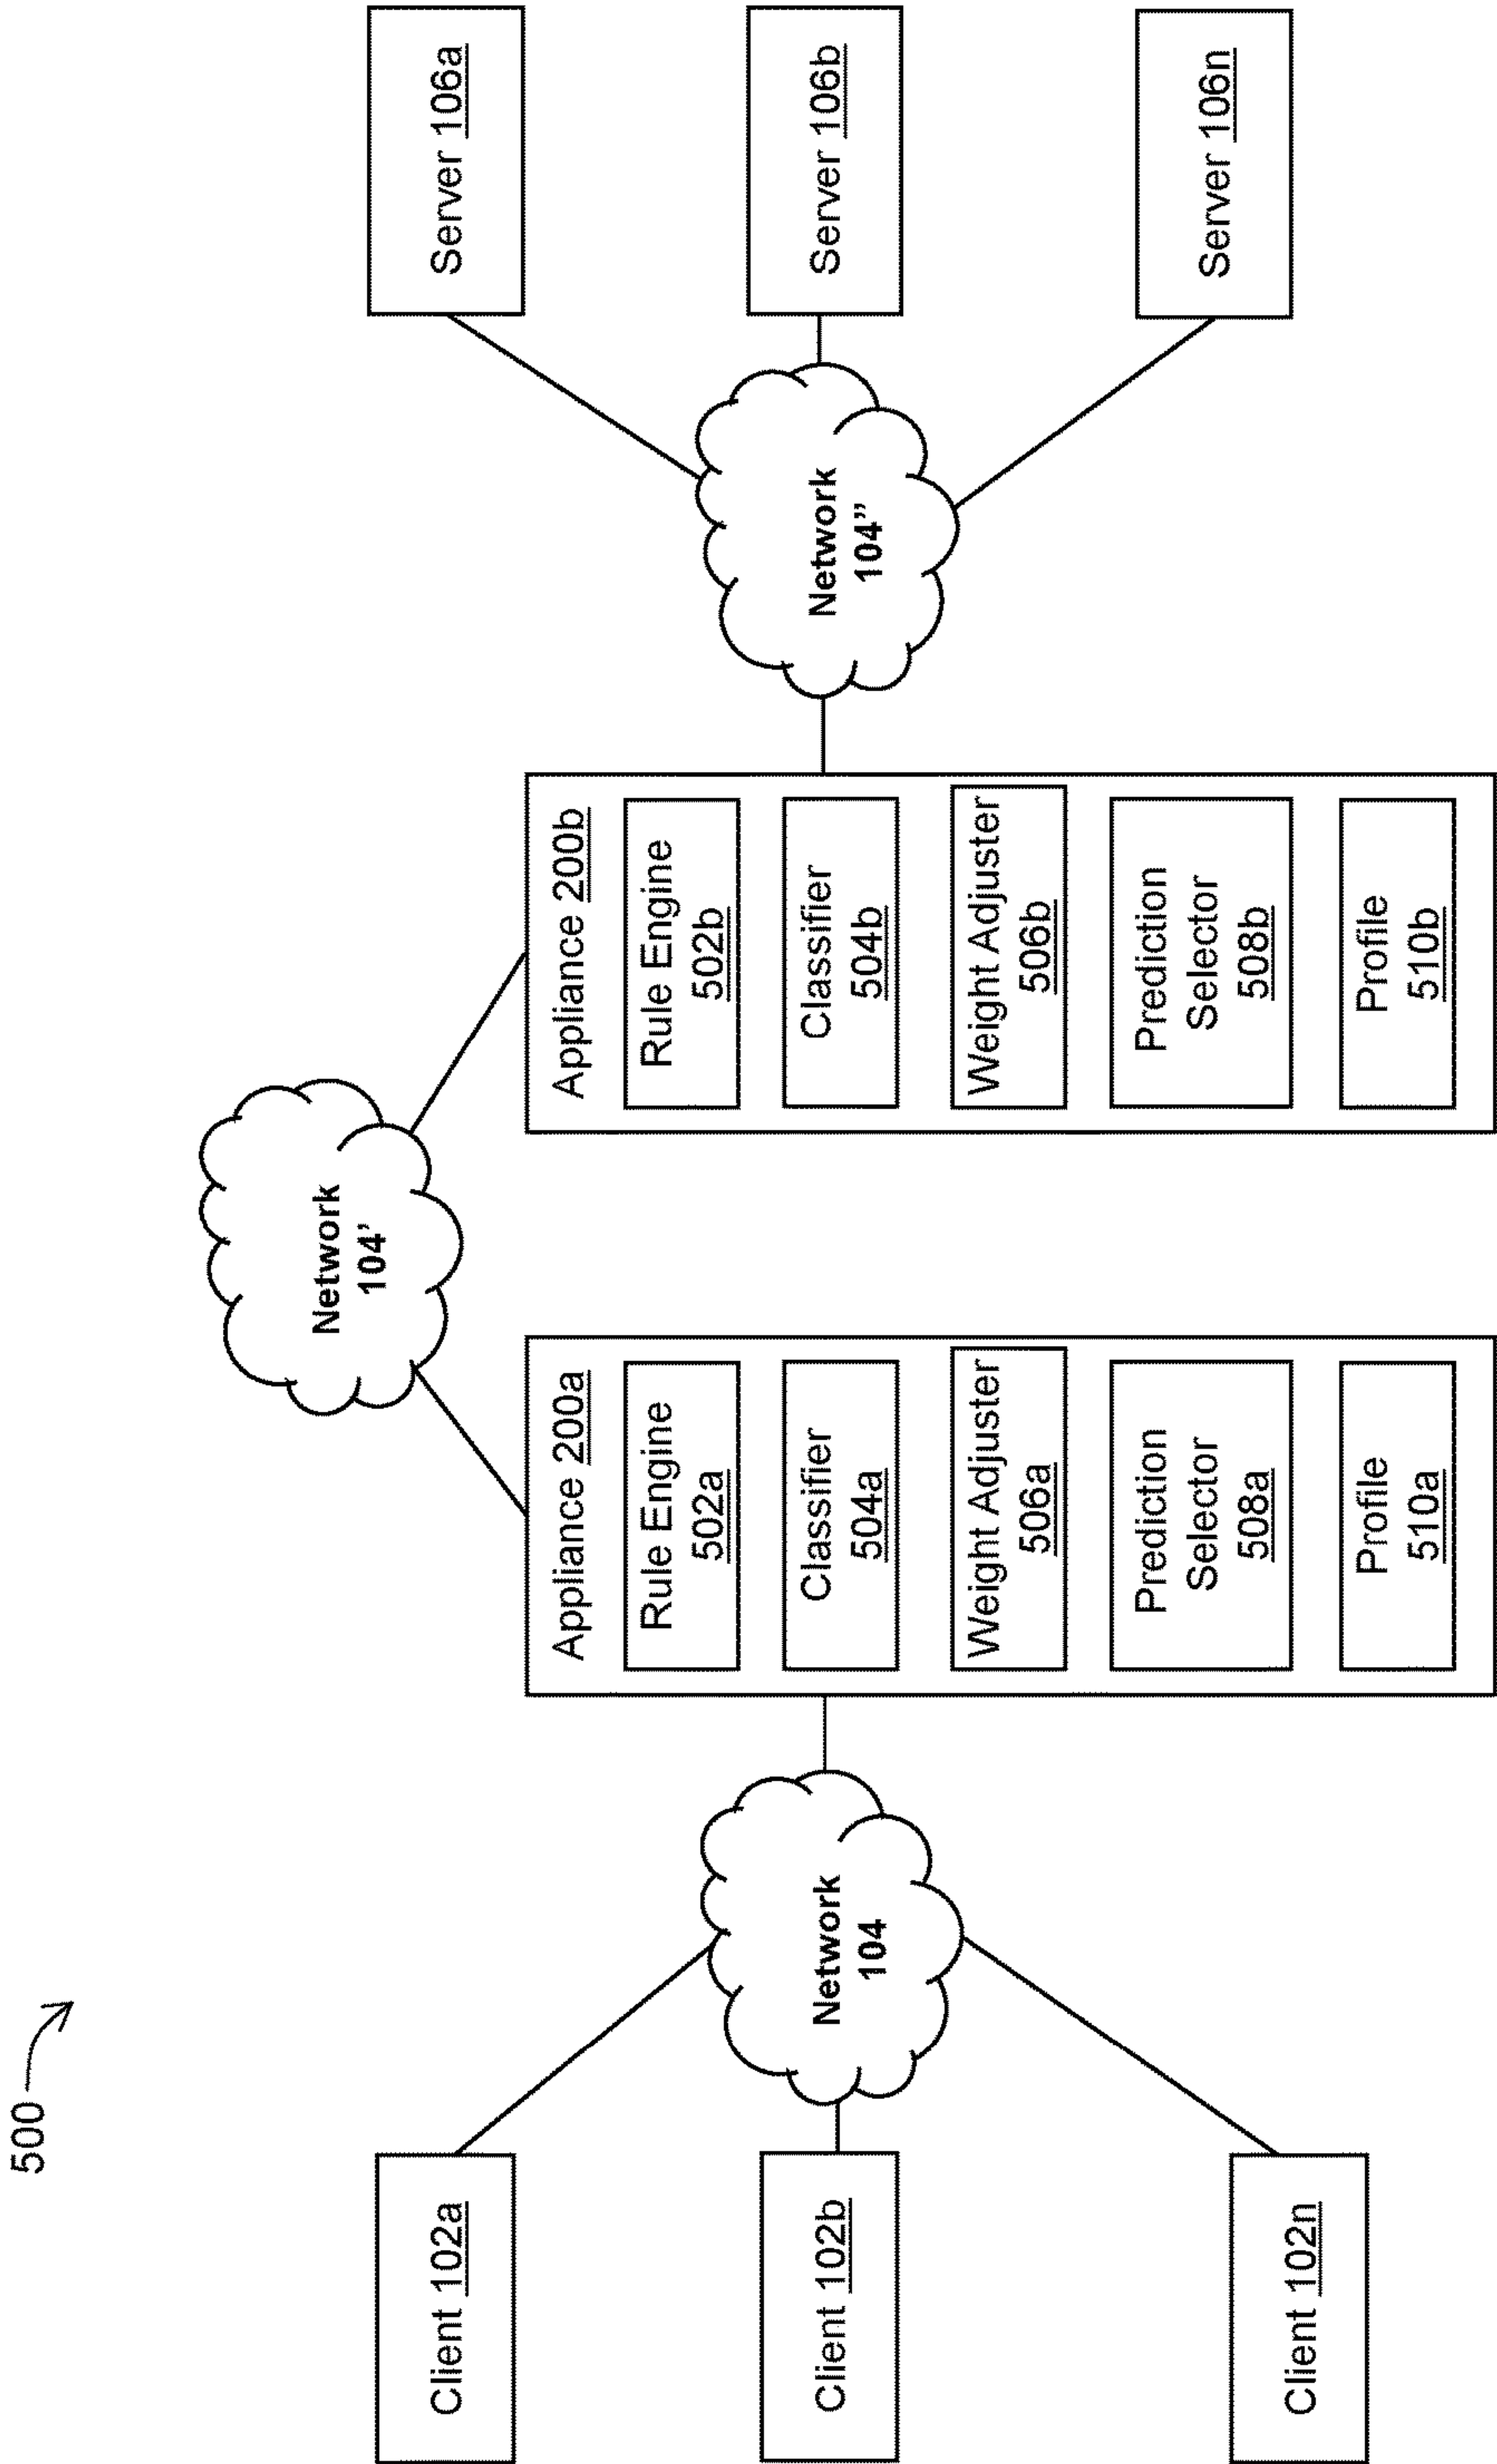 500
Client 102a
Client 102b
Client 102n
Network
104
Appliance 200a
Rule Engine
502a
Classifier
504a
Weight Adjuster
506a
Prediction
Selector
508a
Profile
510a
Network
104'
Appliance 200b
Rule Engine
502b
Classifier
504b
Weight Adjuster
506b
Prediction
Selector
508b
Profile
510b
Network
104”
Server 106a
Server 106b
Server 106n